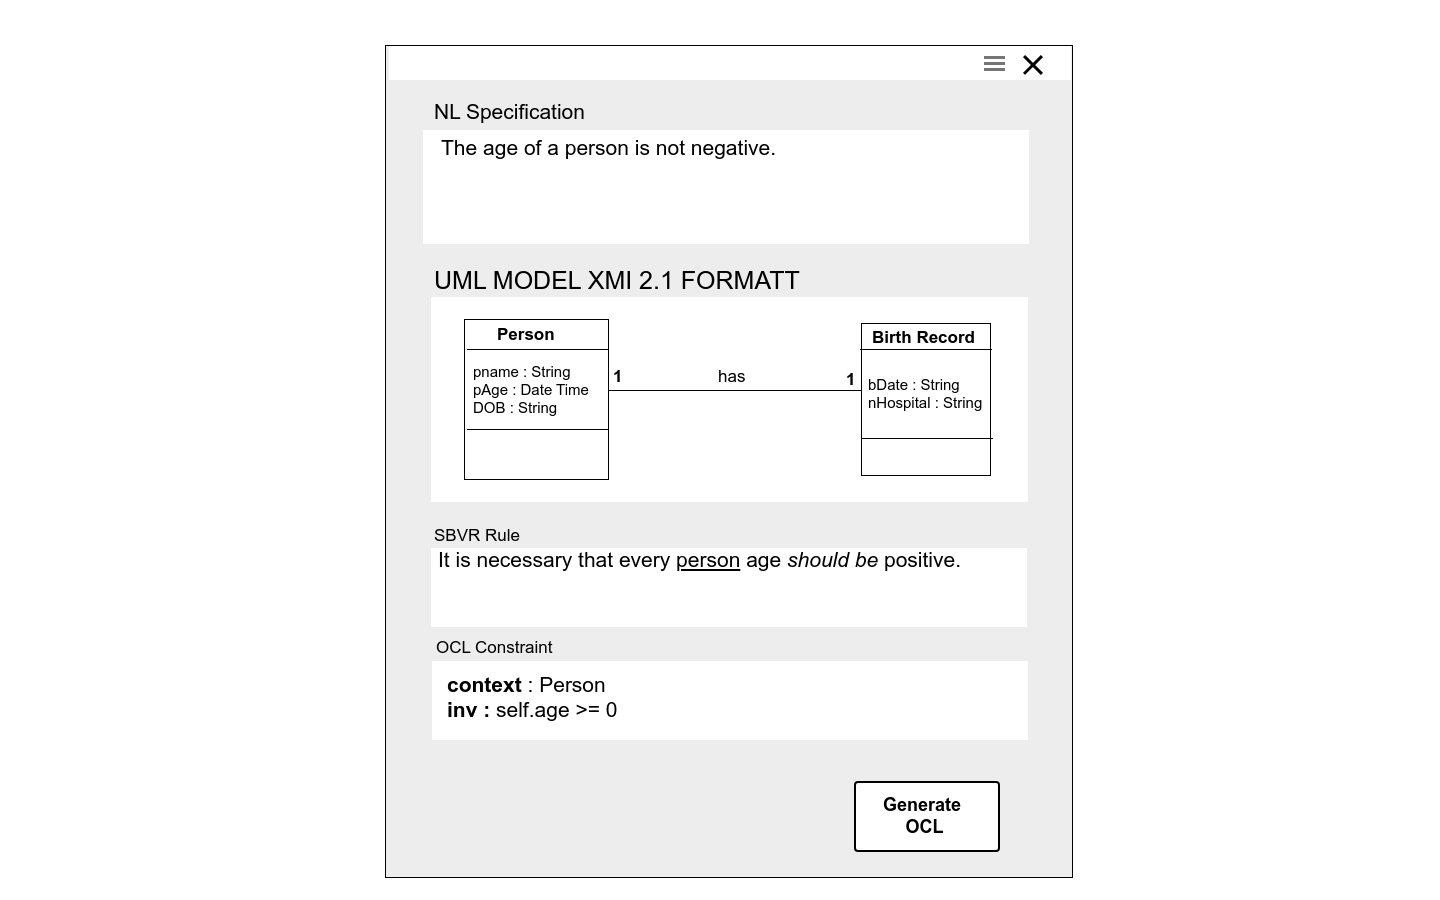 NL Specification
The age of a person is not negative.
UML MODEL XMI 2.1 FORMATT
Person
pname : String
pAge : Date Time
DOB : String
1
has
1
Birth Record
bDate : String
nHospital : String
SBVR Rule
It is necessary that every person age should be positive.
OCL Constraint
context : Person
inv : self.age >= 0
Generate
OCL